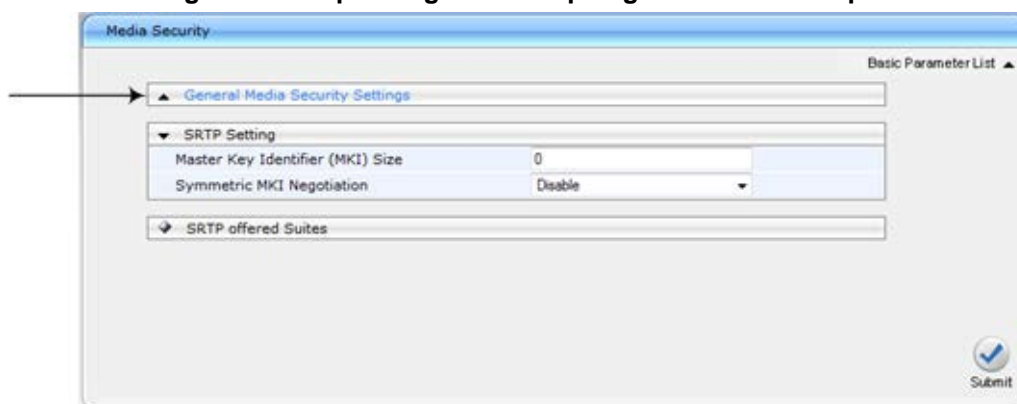 Media Security
Basic Parameter List
General Media Security Settings
SRTP Setting
Master Key Identifier (MKI) Size 0
Symmetric MKI Negotiation Disable
SRTP offered Suites
Submit